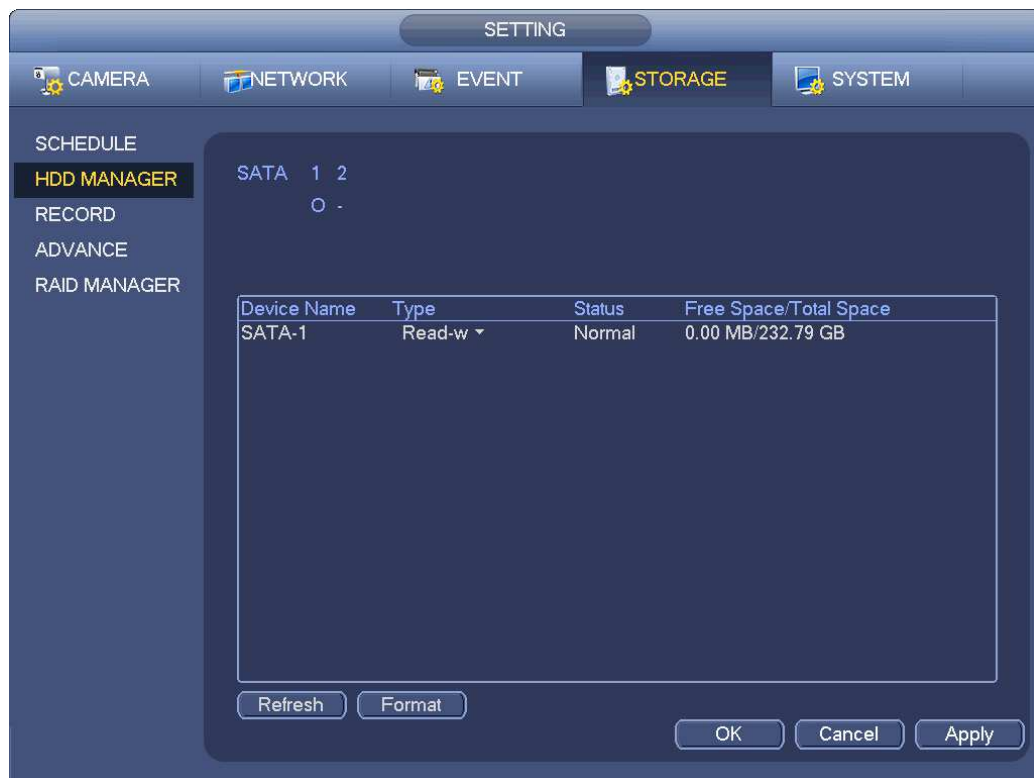 SETTING
CAMERA NETWORK EVENT STORAGE SYSTEM
SCHEDULE
HDD MANAGER
RECORD
ADVANCE
RAID MANAGER
SATA 1 2
O -
Device Name Type Status Free Space/Total Space
SATA-1 Read-w Normal 0.00 MB/232.79 GB
Refresh Format
OK Cancel Apply